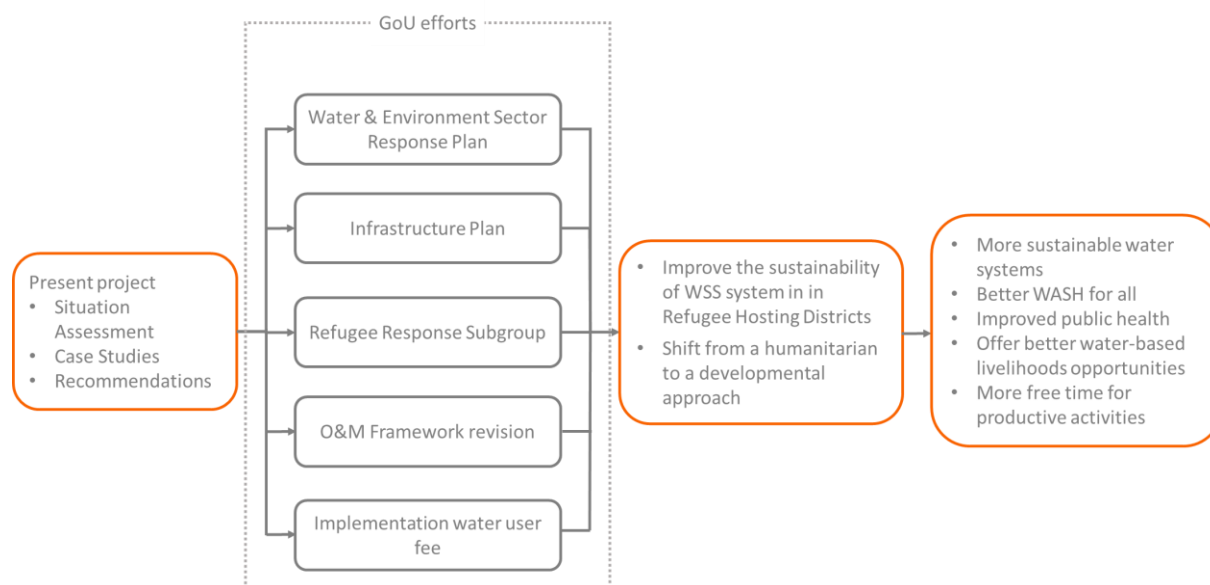 GoU efforts
Present project
• Situation
Assessment
• Case Studies
• Recommendations
Water & Environment Sector
Response Plan
Infrastructure Plan
Refugee Response Subgroup
O&M Framework revision
Implementation water user
fee
• Improve the sustainability
of WSS system in in
Refugee Hosting Districts
• Shift from a humanitarian
to a developmental
approach
• More sustainable water
systems
• Better WASH for all
• Improved public health
• Offer better water-based
livelihoods opportunities
• More free time for
productive activities